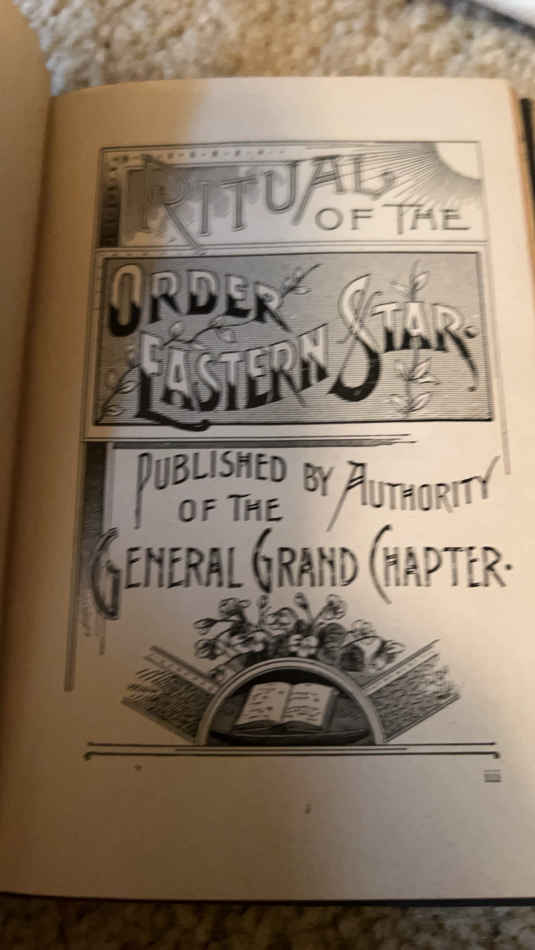 RITUAL
OF THE
ORDER
EASTERN STAR.
PUBLISHED BY AUTHORITY
OF THE
GENERAL GRAND CHAPTER.